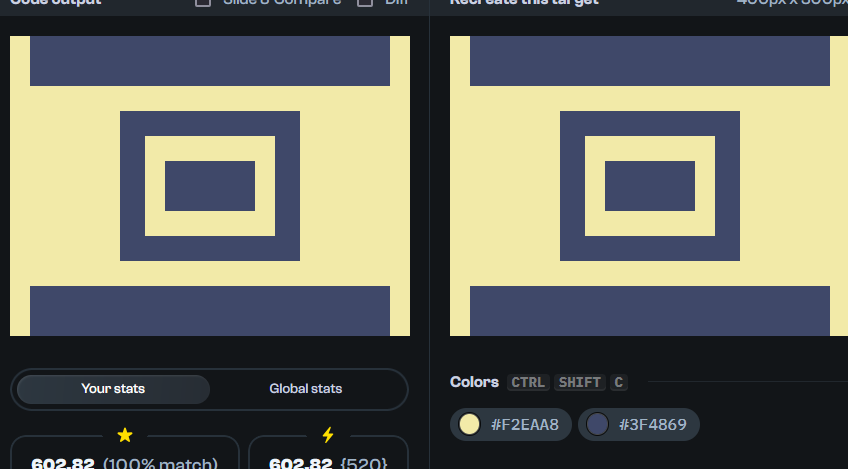 Code output Slide & Compare Diff
Recreate this target 400px x 300px
Your stats Global stats
602.82 (100% match) 602.82 {520}
Colors CTRL SHIFT C
#F2EAA8 #3F4869